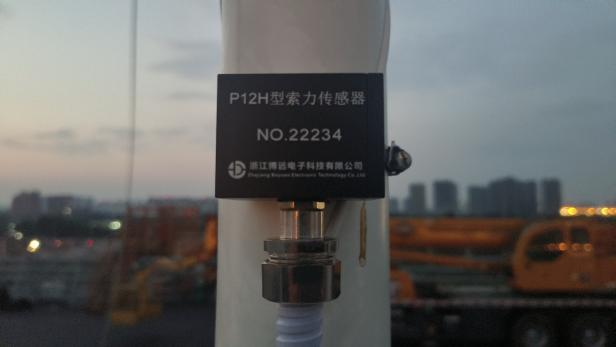 P12H型索力传感器
NO.22234
浙江博远电子科技有限公司
Zhejiang Boyuan Electronic Technology Co.,Ltd